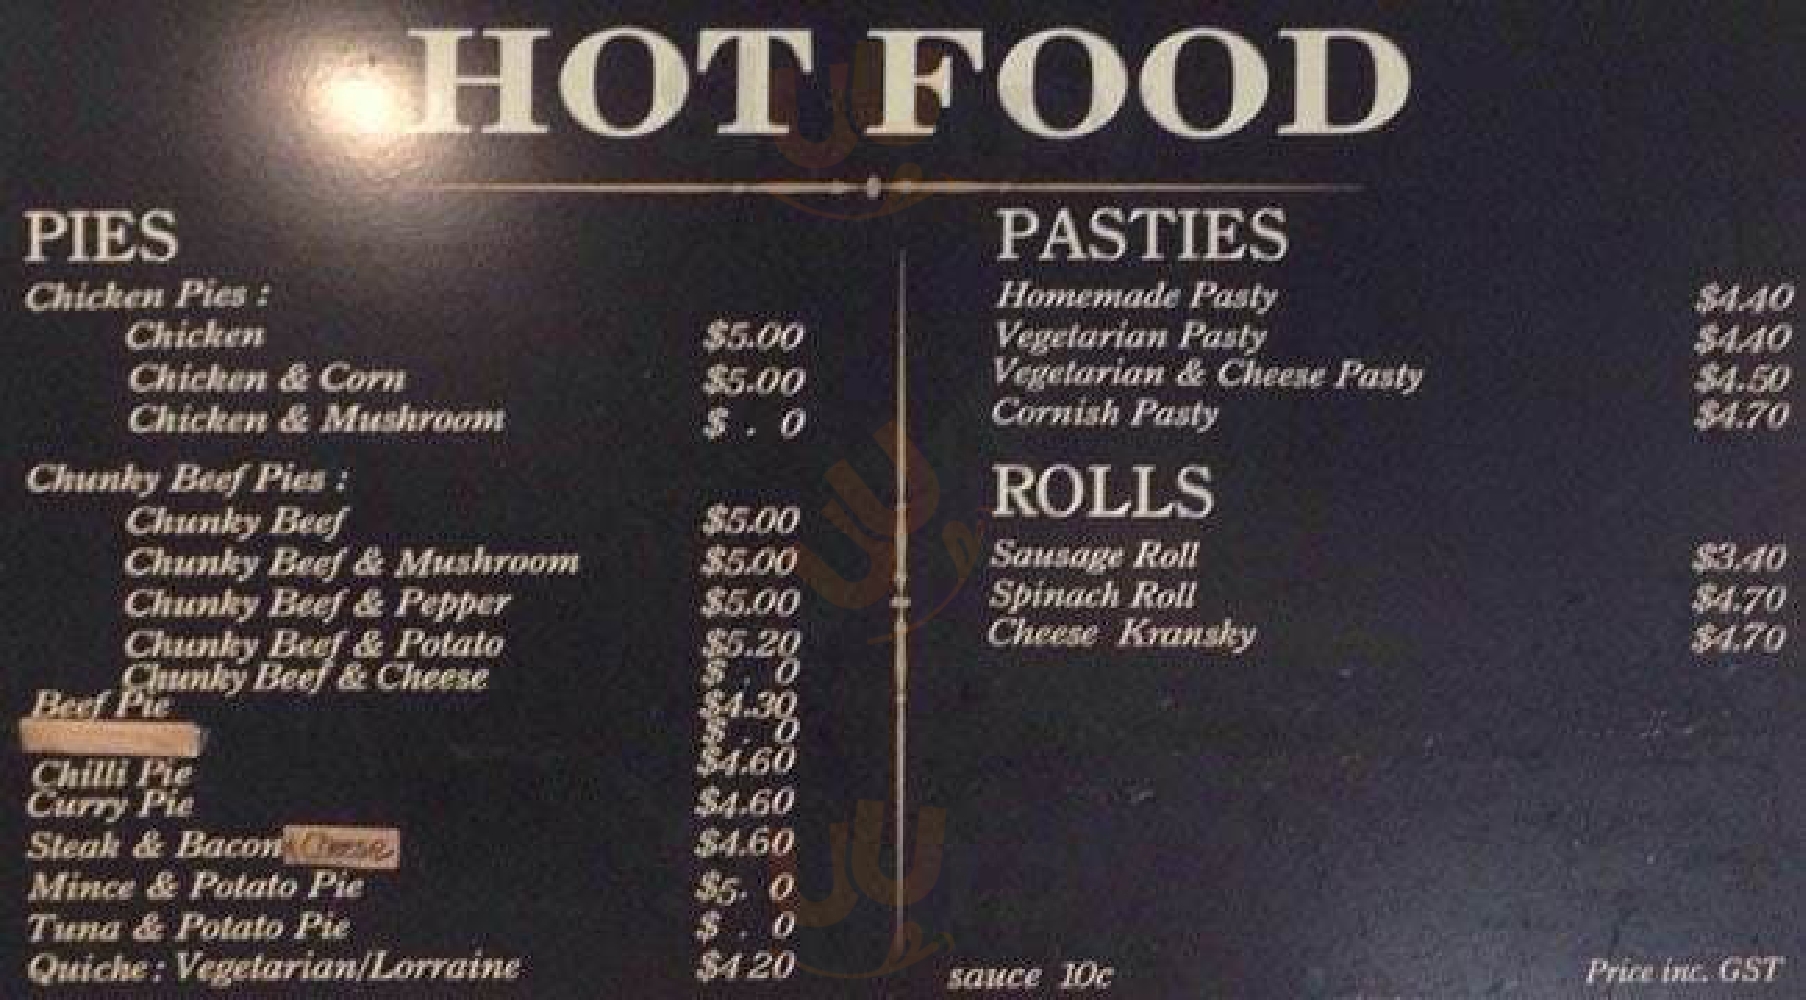 HOT FOOD
PIES
Chicken Pies :
Chicken $5.00
Chicken & Corn $5.00
Chicken & Mushroom $ . 0
Chunky Beef Pies :
Chunky Beef $5.00
Chunky Beef & Mushroom $5.00
Chunky Beef & Pepper $5.00
Chunky Beef & Potato $5.20
Chunky Beef & Cheese $ . 0
Beef Pie $4.30
$ . 0
Chilli Pie $4.60
Curry Pie $4.60
Steak & Bacon & Cheese $4.60
Mince & Potato Pie $5. 0
Tuna & Potato Pie $ . 0
Quiche : Vegetarian/Lorraine $4 20
PASTIES
Homemade Pasty $4.40
Vegetarian Pasty $4.40
Vegetarian & Cheese Pasty $4.50
Cornish Pasty $4.70
ROLLS
Sausage Roll $3.40
Spinach Roll $4.70
Cheese Kransky $4.70
sauce 10c
Price inc. GST